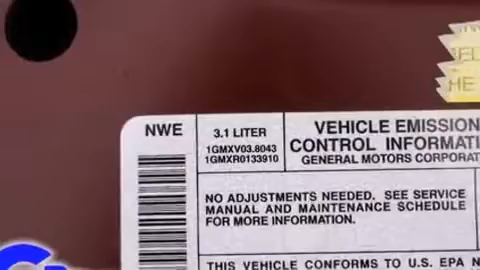 NWE
3.1 LITER
1GMXV03.8043
1GMXR0133910
VEHICLE EMISSION
CONTROL INFORMATI
GENERAL MOTORS CORPORAT
NO ADJUSTMENTS NEEDED. SEE SERVICE
MANUAL AND MAINTENANCE SCHEDULE
FOR MORE INFORMATION.
THIS VEHICLE CONFORMS TO U.S. EPA N
HE